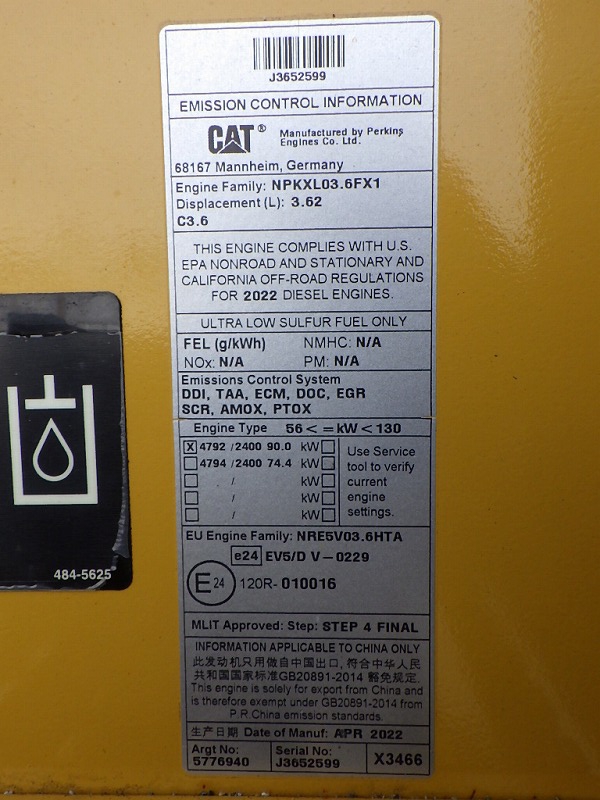 J3652599
EMISSION CONTROL INFORMATION
CAT® Manufactured by Perkins
Engines Co. Ltd.
68167 Mannheim, Germany
Engine Family: NPKXL03.6FX1
Displacement (L): 3.62
C3.6
THIS ENGINE COMPLIES WITH U.S.
EPA NONROAD AND STATIONARY AND
CALIFORNIA OFF-ROAD REGULATIONS
FOR 2022 DIESEL ENGINES.
ULTRA LOW SULFUR FUEL ONLY
FEL (g/kWh) NMHC: N/A
NOx: N/A PM: N/A
Emissions Control System
DDI, TAA, ECM, DOC, EGR
SCR, AMOX, PTOX
Engine Type 56 < = kW < 130
X 4792 /2400 90.0 kW
4794 /2400 74.4 kW
/ kW
/ kW
/ kW
Use Service
tool to verify
current
engine
settings.
EU Engine Family: NRE5V03.6HTA
e24 EV5/D V-0229
E24 120R-010016
MLIT Approved: Step: STEP 4 FINAL
INFORMATION APPLICABLE TO CHINA ONLY
此发动机只用做自中国出口, 符合中华人民
共和国国家标准GB20891-2014 豁免规定.
This engine is solely for export from China and
is therefore exempt under GB20891-2014 from
P.R.China emission standards.
生产日期 Date of Manuf: APR 2022
Argt No:
5776940
Serial No:
J3652599
X3466
484-5625